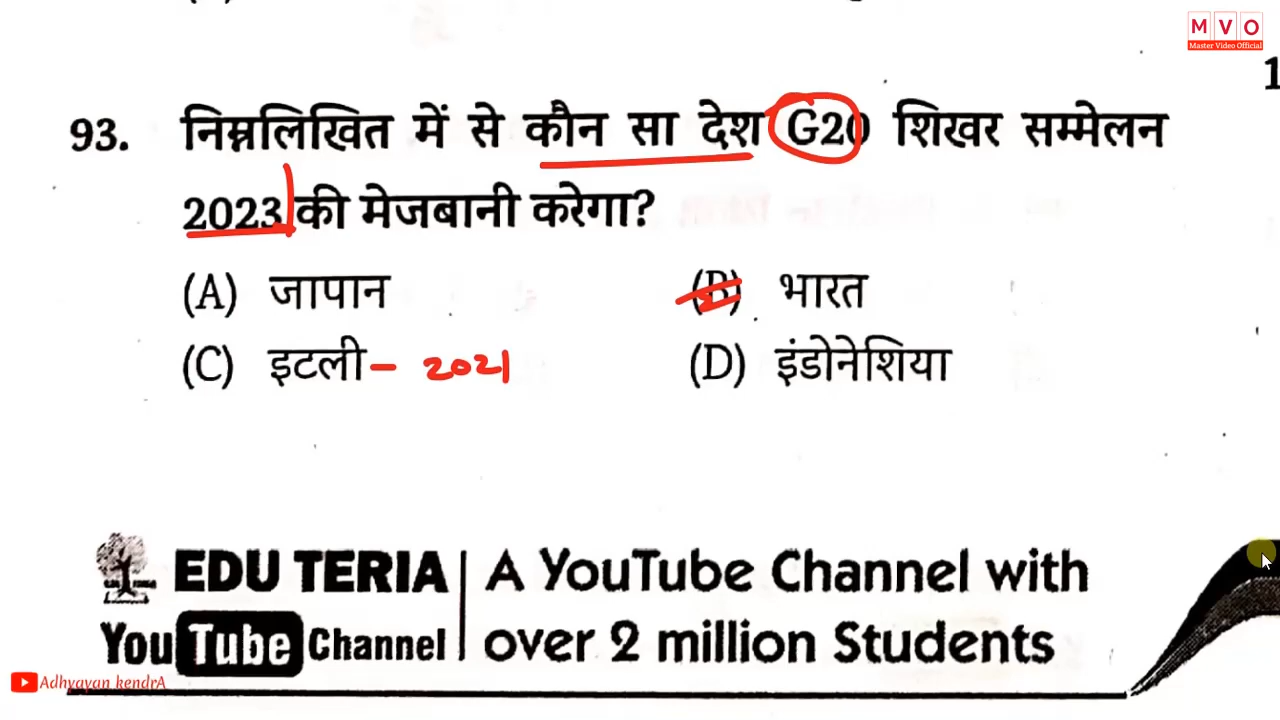 M V O
Master Video Official
1
93. निम्नलिखित में से कौन सा देश G20 शिखर सम्मेलन
2023 की मेजबानी करेगा?
(A) जापान (B) भारत
(C) इटली - 2021 (D) इंडोनेशिया
EDU TERIA A YouTube Channel with
YouTube Channel over 2 million Students
Adhyayan kendrA